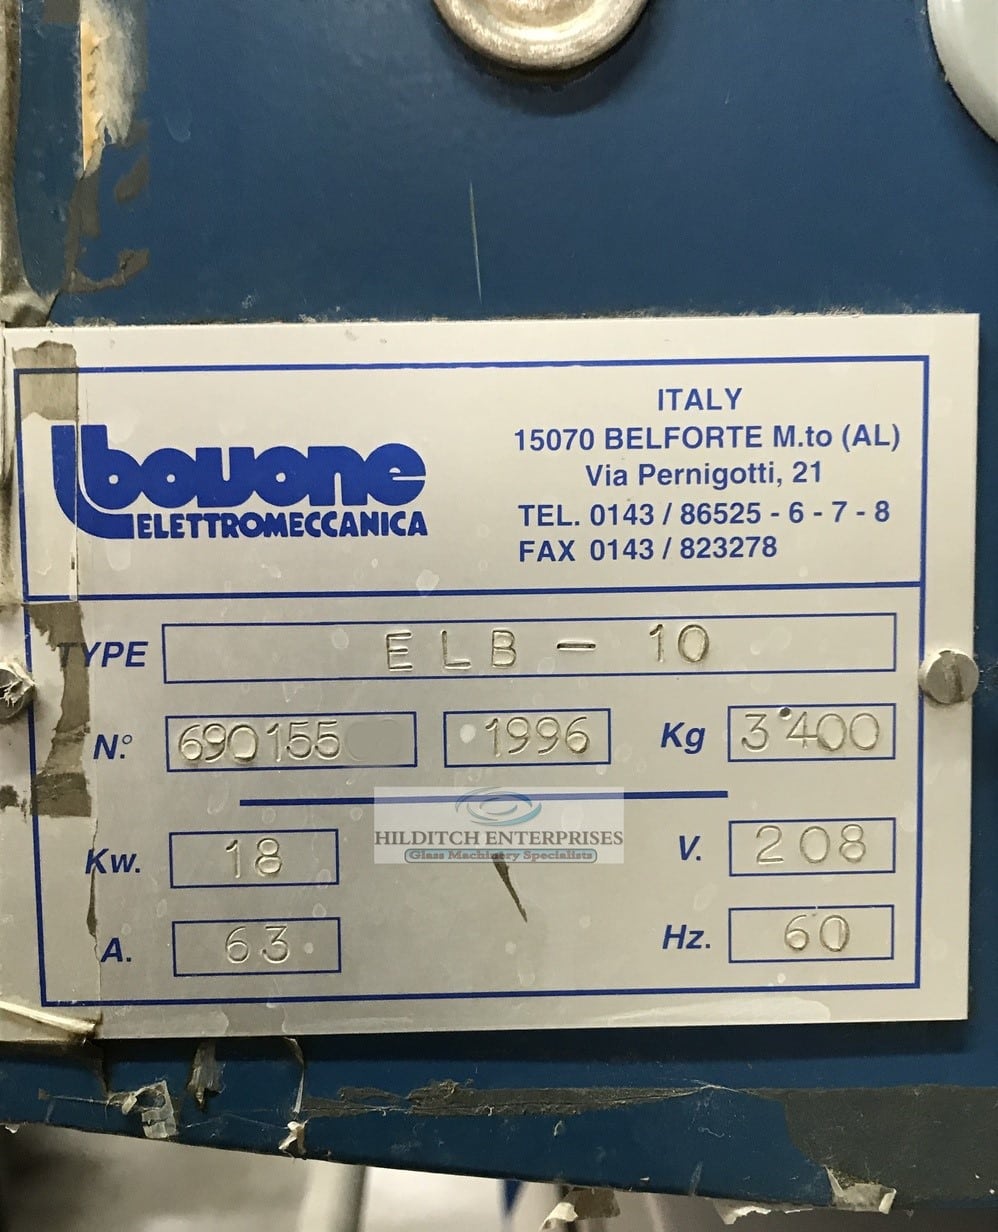 bovone
ELETTROMECCANICA
ITALY
15070 BELFORTE M.to (AL)
Via Pernigotti, 21
TEL. 0143 / 86525 - 6 - 7 - 8
FAX 0143 / 823278
TYPE ELB - 10
N.° 690155 1996 Kg 3'400
HILDITCH ENTERPRISES
Glass Machinery Specialists
Kw. 18 V. 208
A. 63 Hz. 60